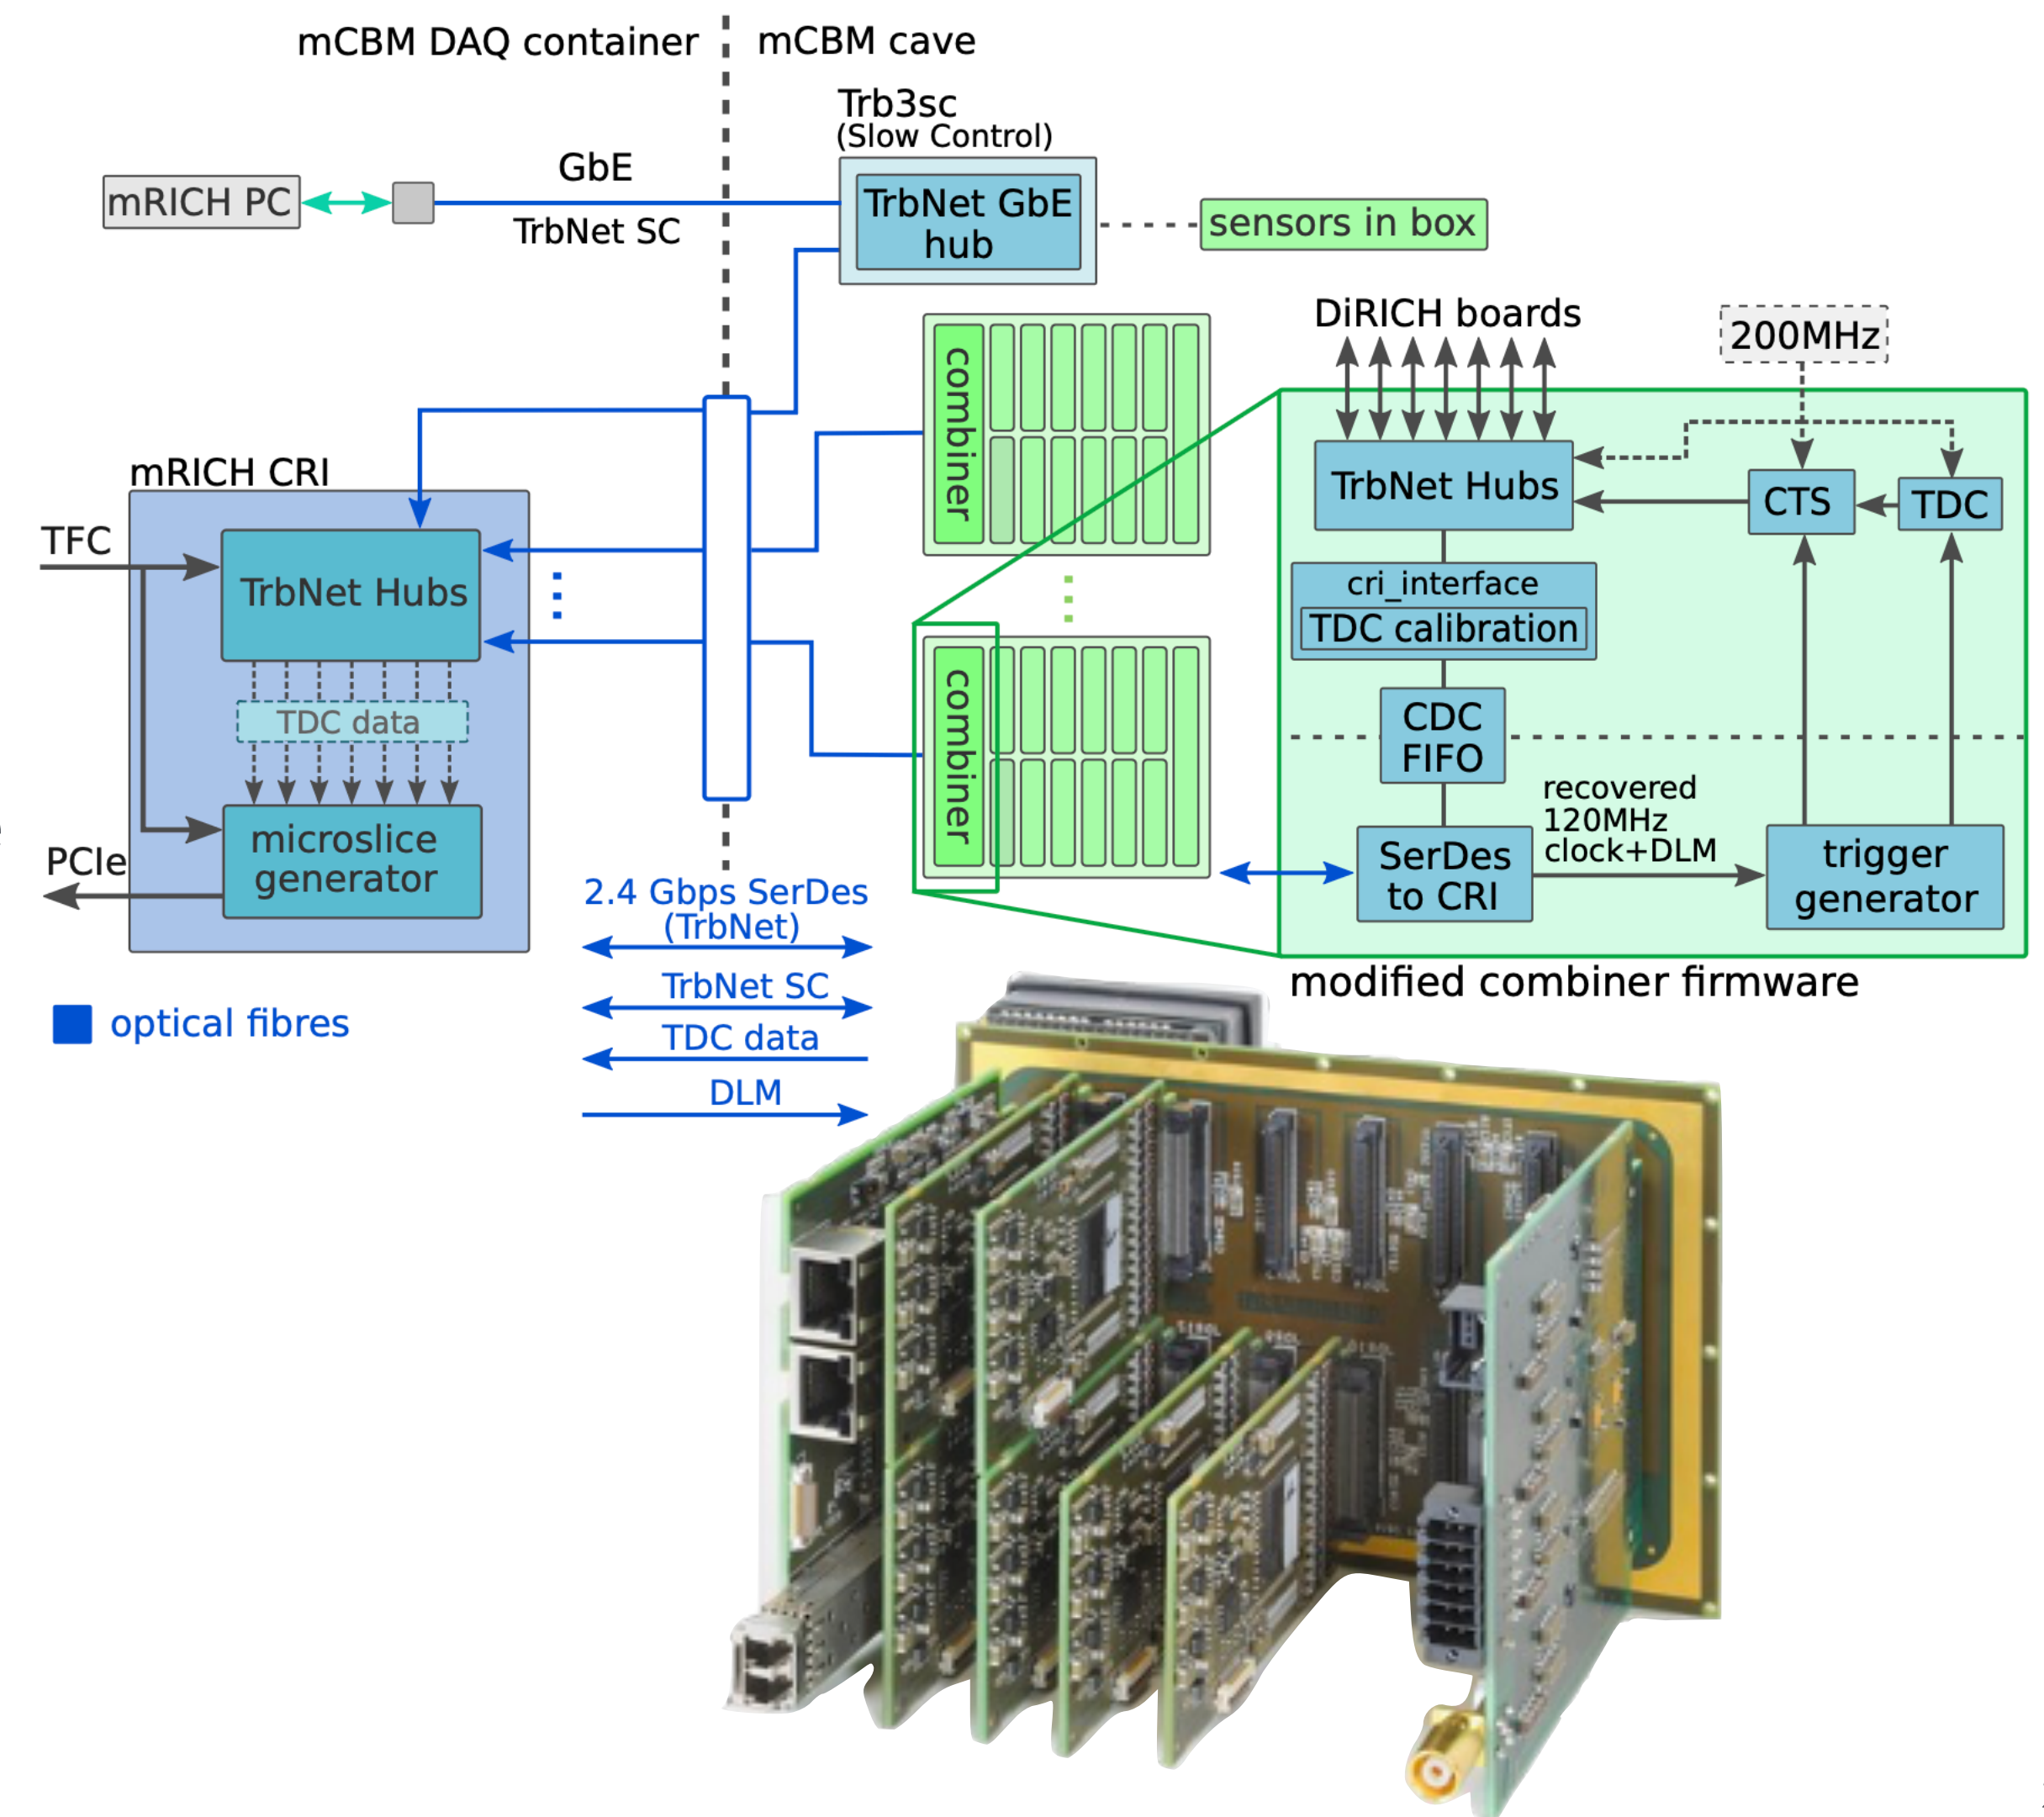 mCBM DAQ container
mCBM cave
Trb3sc
(Slow Control)
GbE
mRICH PC
TrbNet SC
TrbNet GbE
hub
sensors in box
DiRICH boards
200MHz
combiner
TrbNet Hubs
CTS
TDC
mRICH CRI
TFC
TrbNet Hubs
cri_interface
TDC calibration
TDC data
CDC
FIFO
combiner
recovered
120MHz
clock+DLM
microslice
generator
PCIe
SerDes
to CRI
trigger
generator
2.4 Gbps SerDes
(TrbNet)
TrbNet SC
modified combiner firmware
optical fibres
TDC data
DLM